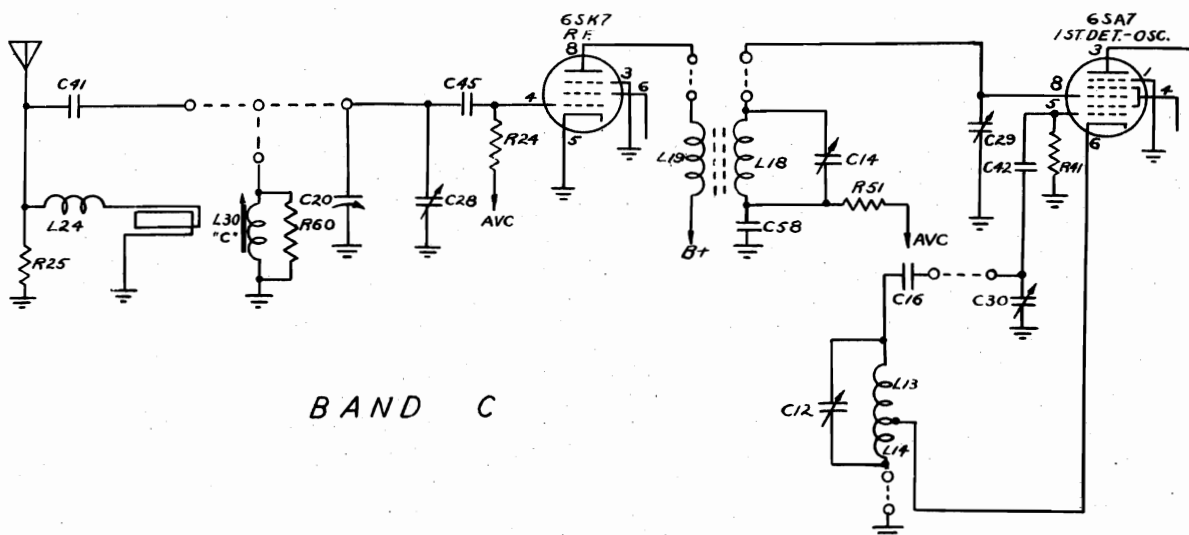 6SK7
R F.
8
3
6
4
5
6SA7
1ST. DET.-OSC.
3
1
4
8
5
6
C41
C45
R24
AVC
L24
R25
L30
"C"
R60
C20
C28
L19
L18
C14
R51
C58
B+
AVC
C29
C42
R41
C16
C30
C12
L13
L14
BAND C